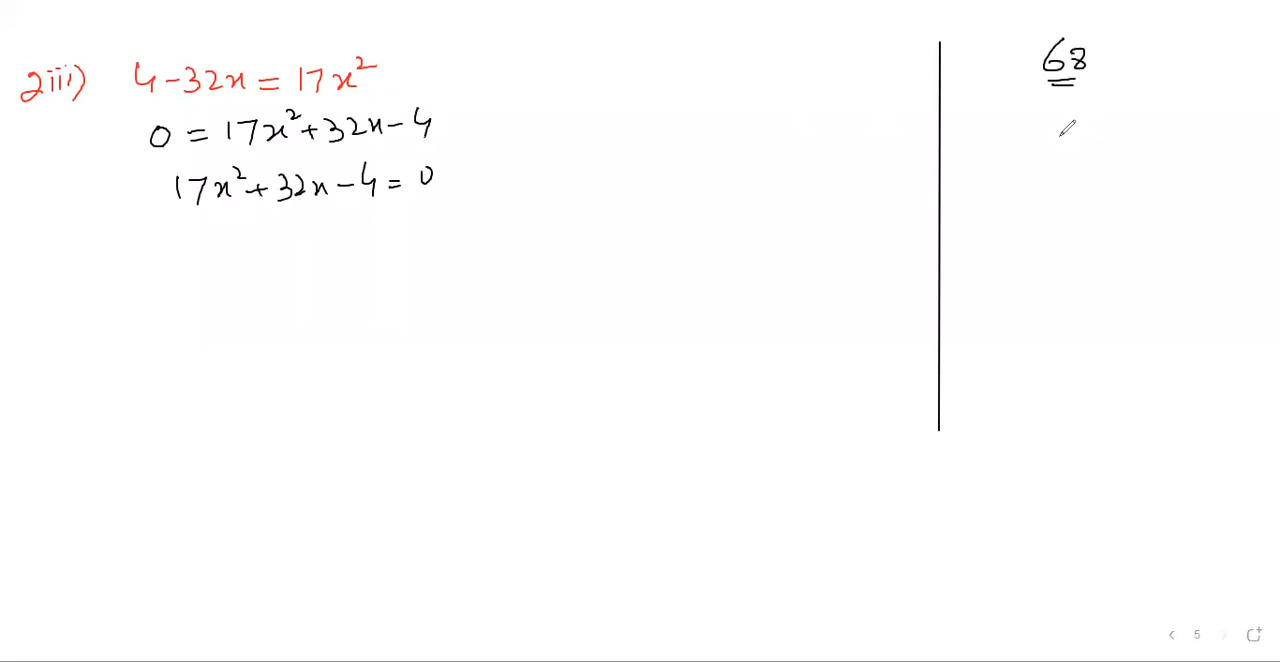 2iii) 4-32x = 17x²
0 = 17x²+32x-4
17x²+32x-4 = 0
68
5